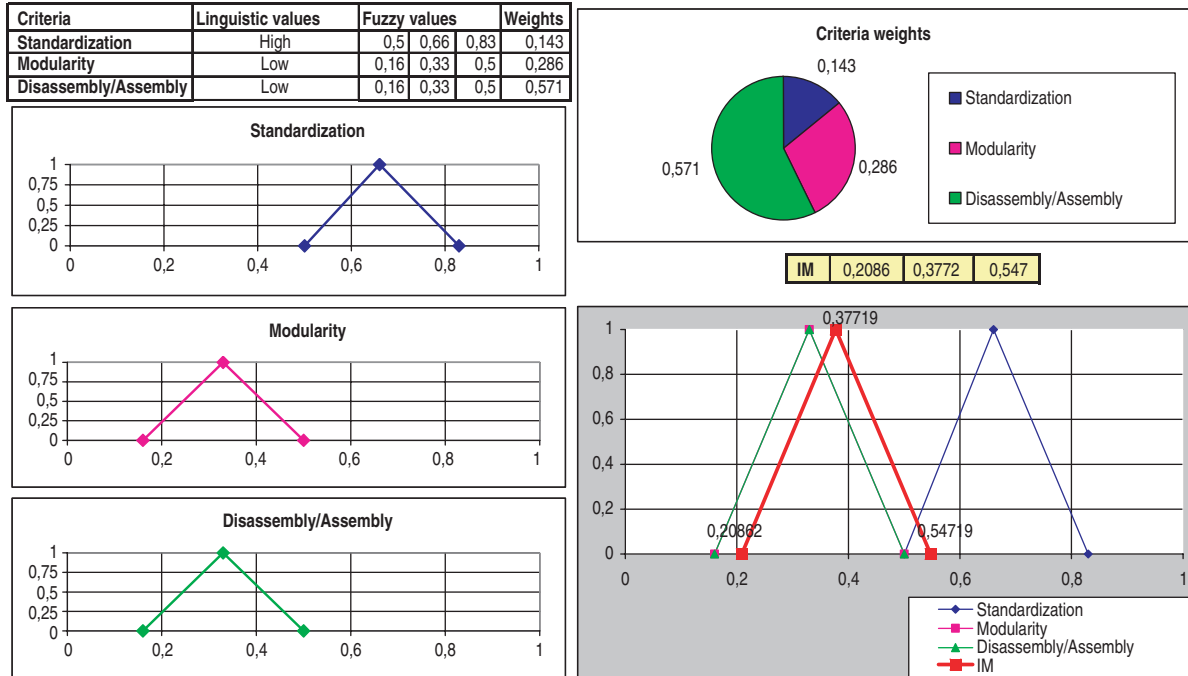 Criteria Linguistic values Fuzzy values Weights
Standardization High 0,5 0,66 0,83 0,143
Modularity Low 0,16 0,33 0,5 0,286
Disassembly/Assembly Low 0,16 0,33 0,5 0,571
Standardization
1
0,75
0,5
0,25
0
0 0,2 0,4 0,6 0,8 1
Modularity
1
0,75
0,5
0,25
0
0 0,2 0,4 0,6 0,8 1
Disassembly/Assembly
1
0,75
0,5
0,25
0
0 0,2 0,4 0,6 0,8 1
Criteria weights
0,143
0,286
0,571
Standardization
Modularity
Disassembly/Assembly
IM 0,2086 0,3772 0,547
0,37719
1
0,8
0,6
0,4
0,2
0
0,20862 0,54719
0 0,2 0,4 0,6 0,8 1
Standardization
Modularity
Disassembly/Assembly
IM